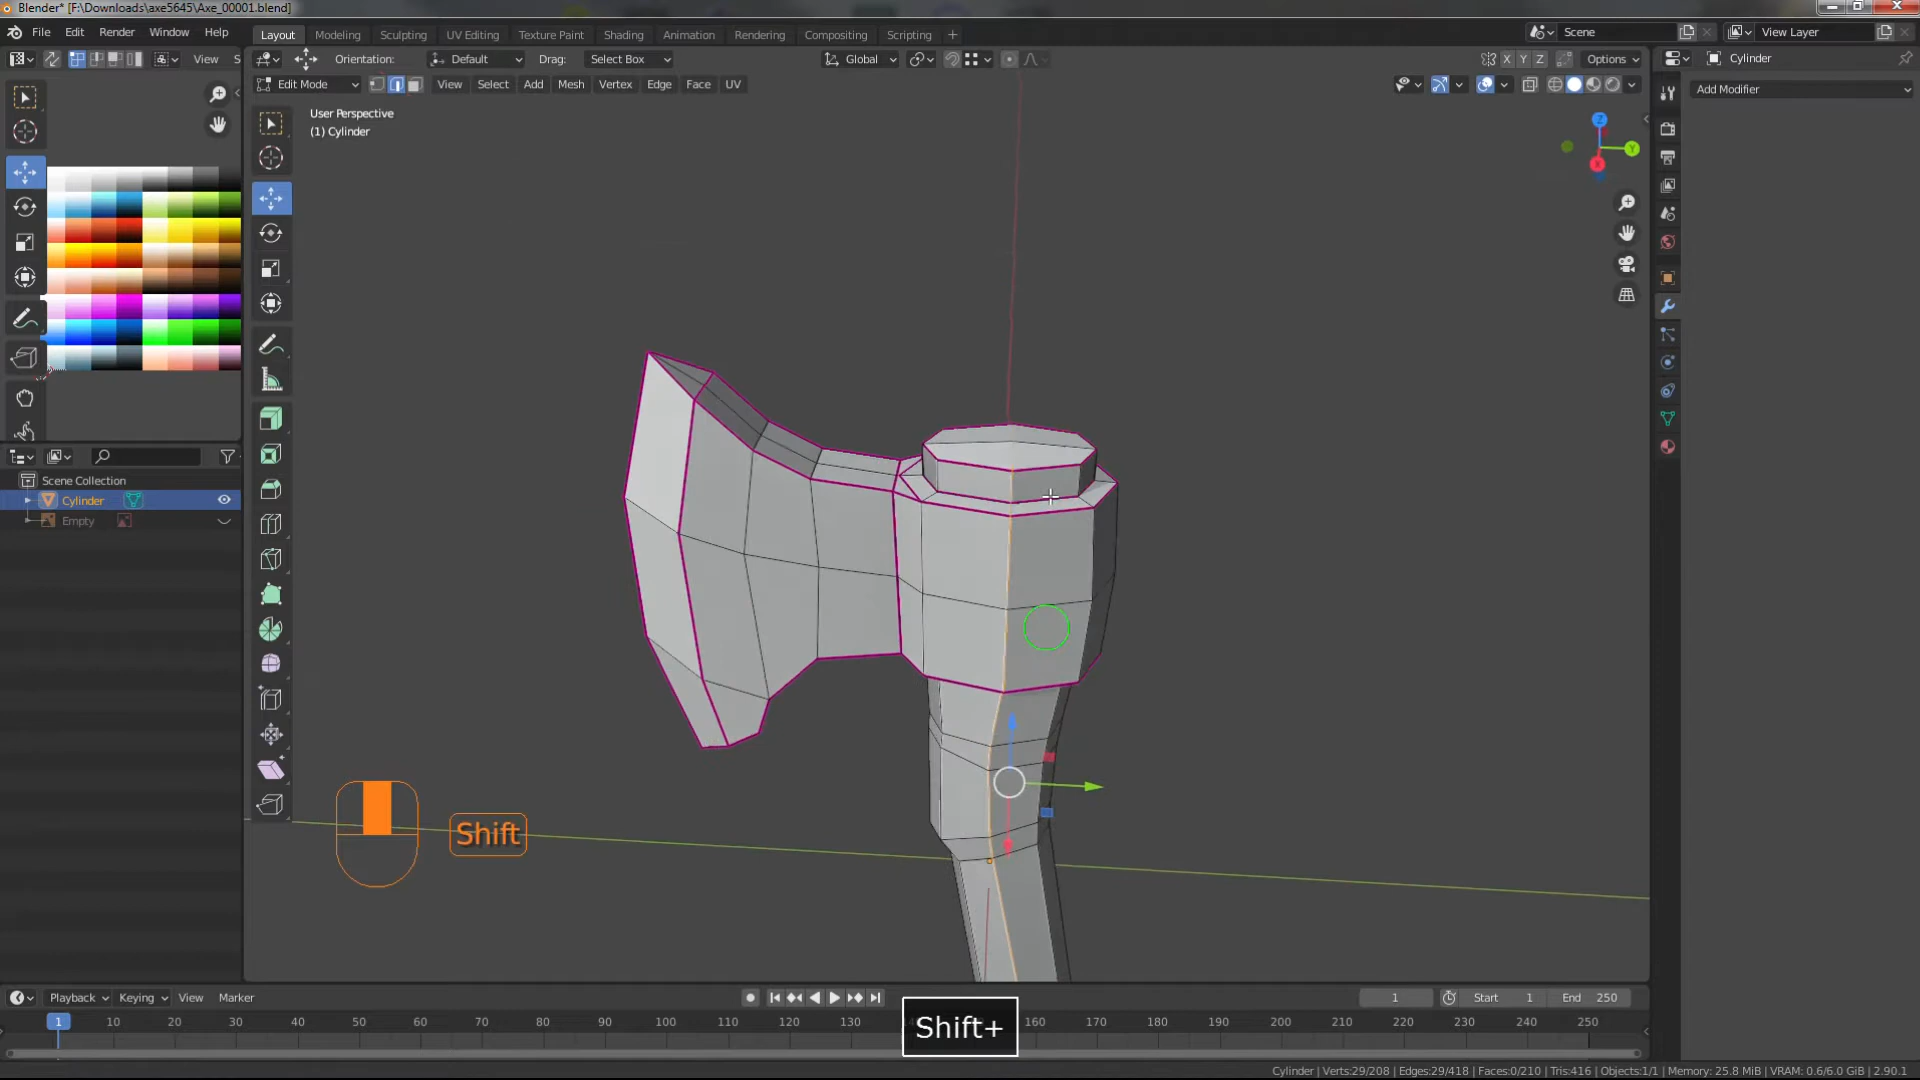 Blender* [F:\Downloads\axe5645\Axe_00001.blend]
File Edit Render Window Help
Layout Modeling Sculpting UV Editing Texture Paint Shading Animation Rendering Compositing Scripting +
Scene
View Layer
View S
Orientation: Default Drag: Select Box
Global
X Y Z Options
Cylinder
Edit Mode View Select Add Mesh Vertex Edge Face UV
Add Modifier
User Perspective
(1) Cylinder
Z
Y
X
Scene Collection
Cylinder
Empty
Shift
Playback Keying View Marker
1 Start 1 End 250
1 10 20 30 40 50 60 70 80 90 100 110 120 130 160 170 180 190 200 210 220 230 240 250
Shift+
Cylinder | Verts:29/208 | Edges:29/418 | Faces:0/210 | Tris:416 | Objects:1/1 | Memory: 25.8 MiB | VRAM: 0.6/6.0 GiB | 2.90.1